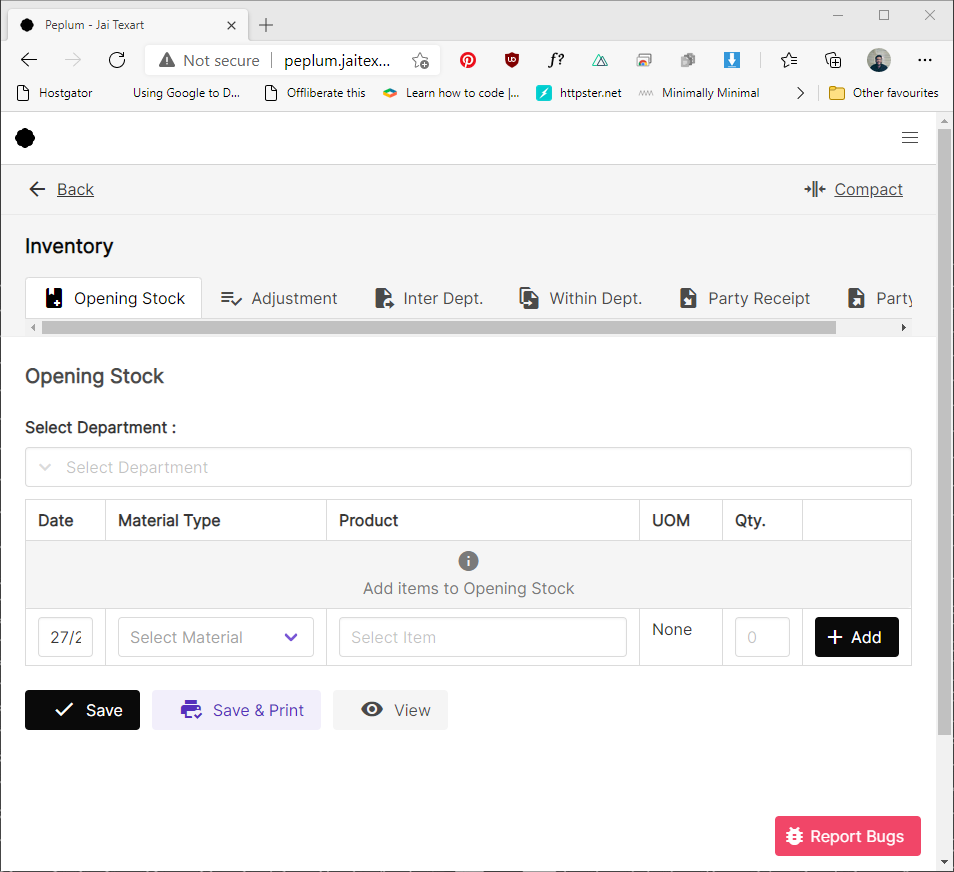 Peplum - Jai Texart
Not secure peplum.jaitex... f?
Hostgator Using Google to D... Offliberate this Learn how to code |... httpster.net Minimally Minimal Other favourites
Back Compact
Inventory
Opening Stock Adjustment Inter Dept. Within Dept. Party Receipt Party
Opening Stock
Select Department :
Select Department
Date Material Type Product UOM Qty.
Add items to Opening Stock
27/2 Select Material Select Item None 0 Add
Save Save & Print View
Report Bugs